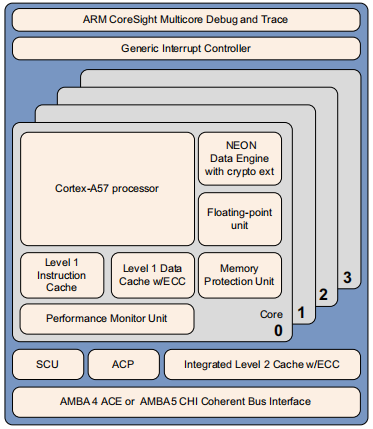 ARM CoreSight Multicore Debug and Trace
Generic Interrupt Controller
NEON
Data Engine
with crypto ext
Cortex-A57 processor
Floating-point
unit
Level 1
Instruction
Cache
Level 1 Data
Cache w/ECC
Memory
Protection Unit
Performance Monitor Unit
Core
0
1
2
3
SCU
ACP
Integrated Level 2 Cache w/ECC
AMBA 4 ACE or AMBA5 CHI Coherent Bus Interface